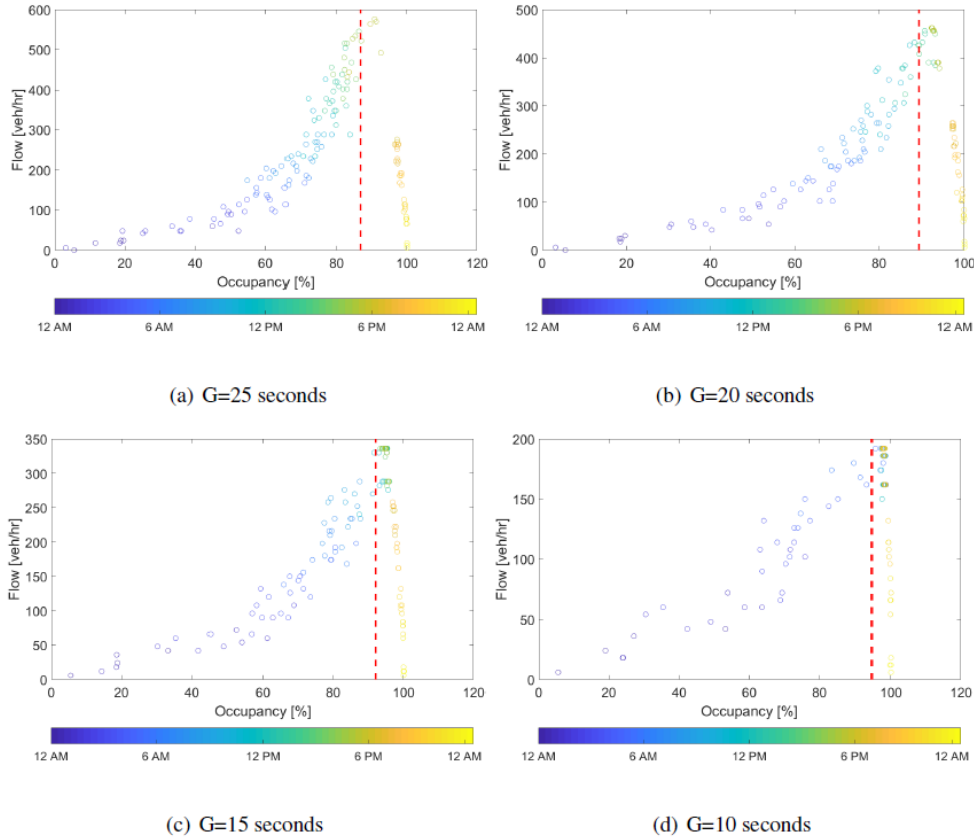 600
500
400
300
200
100
0
Flow [veh/hr]
0 20 40 60 80 100 120
Occupancy [%]
12 AM 6 AM 12 PM 6 PM 12 AM
(a) G=25 seconds
500
400
300
200
100
0
Flow [veh/hr]
0 20 40 60 80 100
Occupancy [%]
12 AM 6 AM 12 PM 6 PM 12 AM
(b) G=20 seconds
350
300
250
200
150
100
50
0
Flow [veh/hr]
0 20 40 60 80 100 120
Occupancy [%]
12 AM 6 AM 12 PM 6 PM 12 AM
(c) G=15 seconds
200
150
100
50
0
Flow [veh/hr]
0 20 40 60 80 100 120
Occupancy [%]
12 AM 6 AM 12 PM 6 PM 12 AM
(d) G=10 seconds